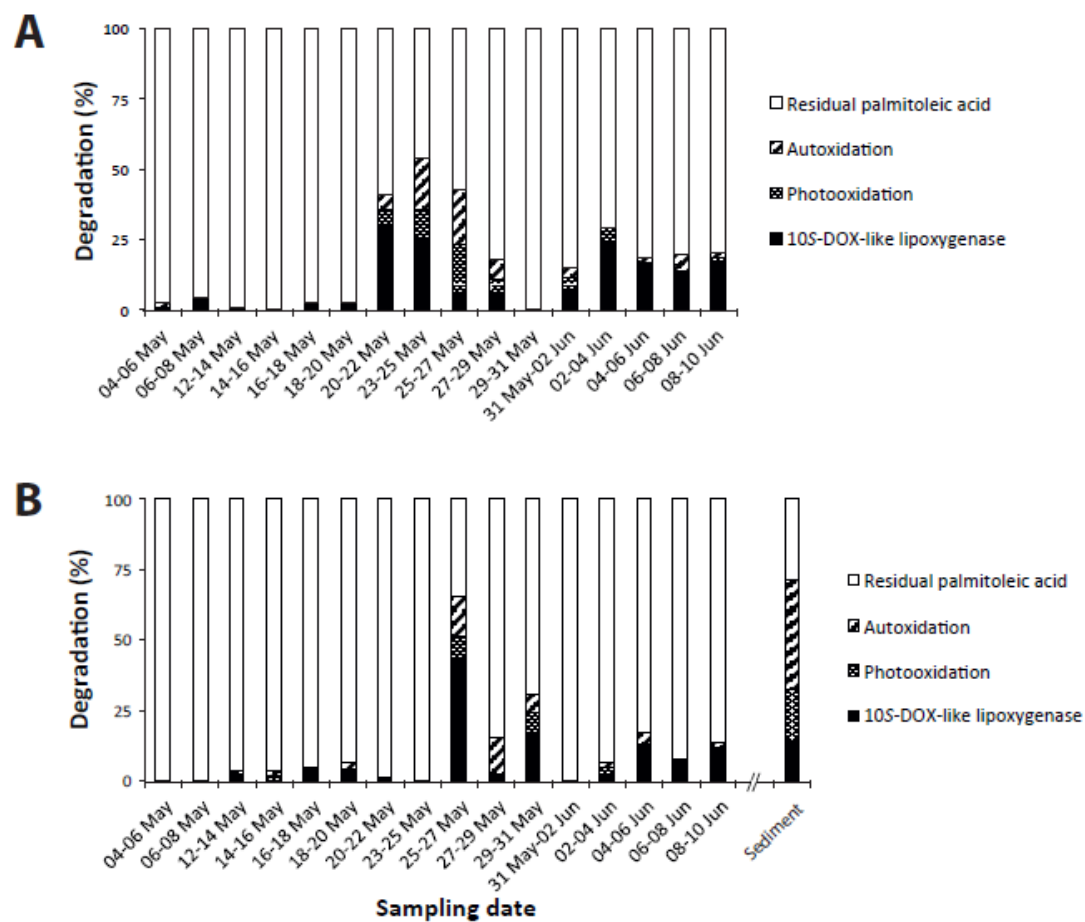 A
Degradation (%)
100
75
50
25
0
04-06 May
06-08 May
12-14 May
14-16 May
16-18 May
18-20 May
20-22 May
23-25 May
25-27 May
27-29 May
29-31 May
31 May-02 Jun
02-04 Jun
04-06 Jun
06-08 Jun
08-10 Jun
Residual palmitoleic acid
Autoxidation
Photooxidation
10S-DOX-like lipoxygenase
B
Degradation (%)
100
75
50
25
0
04-06 May
06-08 May
12-14 May
14-16 May
16-18 May
18-20 May
20-22 May
23-25 May
25-27 May
27-29 May
29-31 May
31 May-02 Jun
02-04 Jun
04-06 Jun
06-08 Jun
08-10 Jun
Sediment
Residual palmitoleic acid
Autoxidation
Photooxidation
10S-DOX-like lipoxygenase
Sampling date